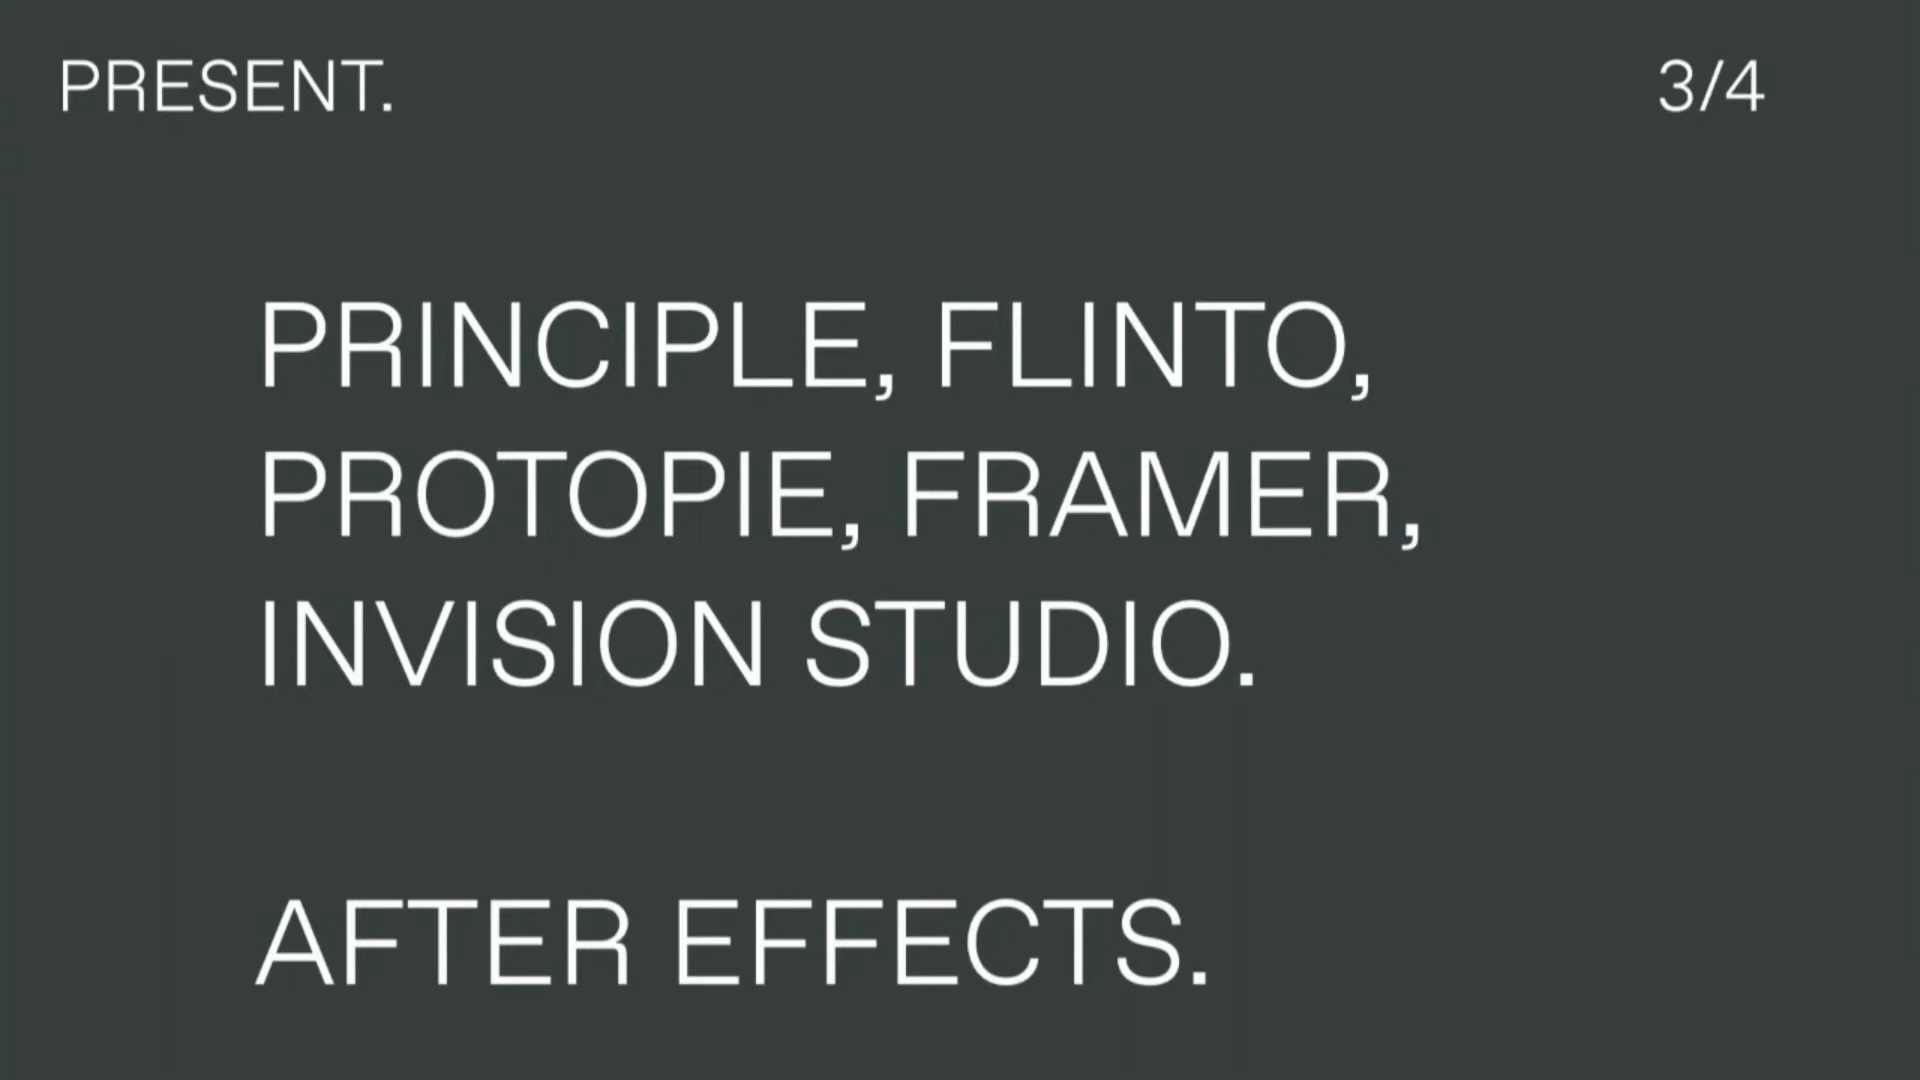 PRESENT.
3/4
PRINCIPLE, FLINTO,
PROTOPIE, FRAMER,
INVISION STUDIO.
AFTER EFFECTS.